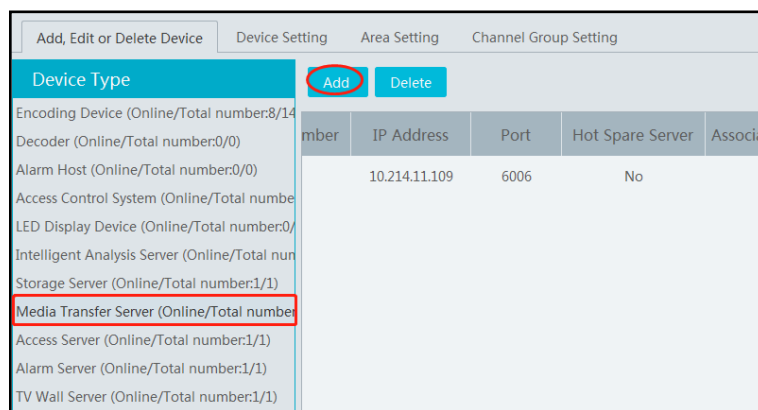 Add, Edit or Delete Device Device Setting Area Setting Channel Group Setting
Device Type
Add Delete
Encoding Device (Online/Total number:8/14
Decoder (Online/Total number:0/0)
Alarm Host (Online/Total number:0/0)
Access Control System (Online/Total numbe
LED Display Device (Online/Total number:0/
Intelligent Analysis Server (Online/Total num
Storage Server (Online/Total number:1/1)
Media Transfer Server (Online/Total number
Access Server (Online/Total number:1/1)
Alarm Server (Online/Total number:1/1)
TV Wall Server (Online/Total number:1/1)
mber IP Address Port Hot Spare Server Associa
10.214.11.109 6006 No